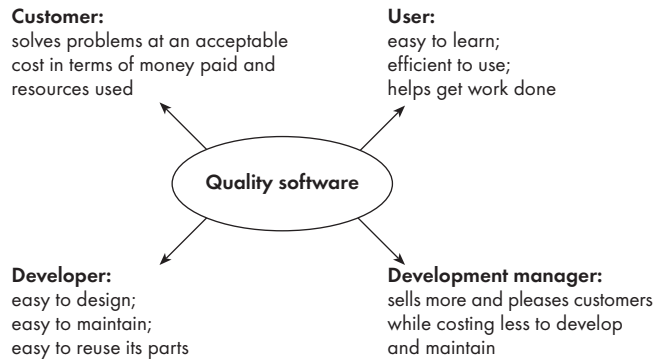 Customer:
solves problems at an acceptable
cost in terms of money paid and
resources used
User:
easy to learn;
efficient to use;
helps get work done
Quality software
Developer:
easy to design;
easy to maintain;
easy to reuse its parts
Development manager:
sells more and pleases customers
while costing less to develop
and maintain